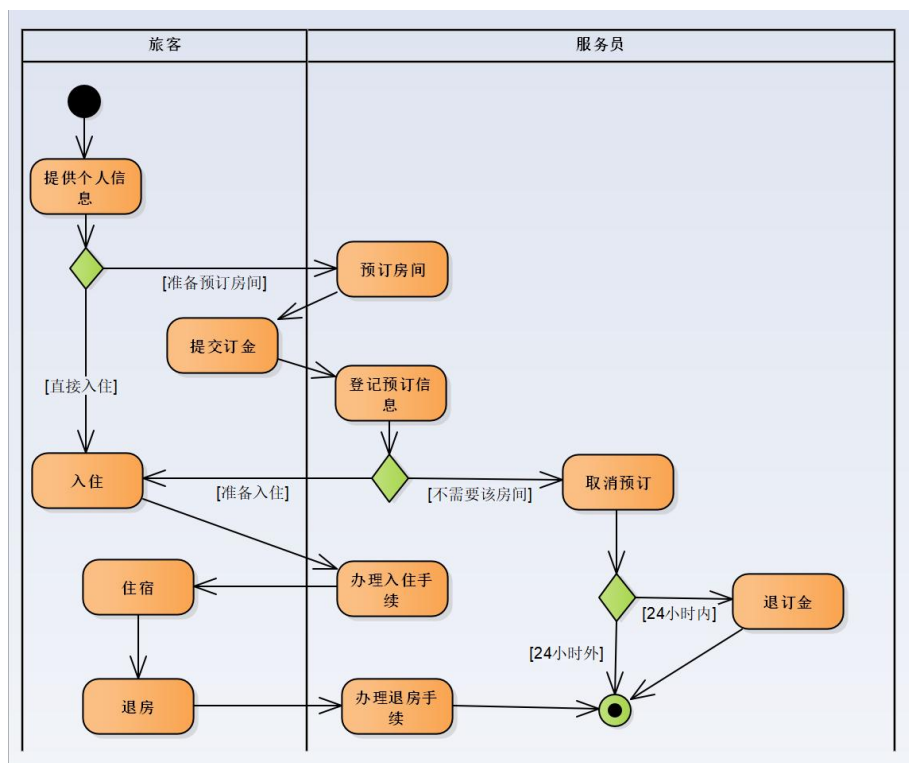 旅客
服务员
提供个人信
息
[准备预订房间]
预订房间
提交订金
[直接入住]
登记预订信
息
入住
[准备入住]
[不需要该房间]
取消预订
住宿
办理入住手
续
[24小时内]
退订金
[24小时外]
退房
办理退房手
续